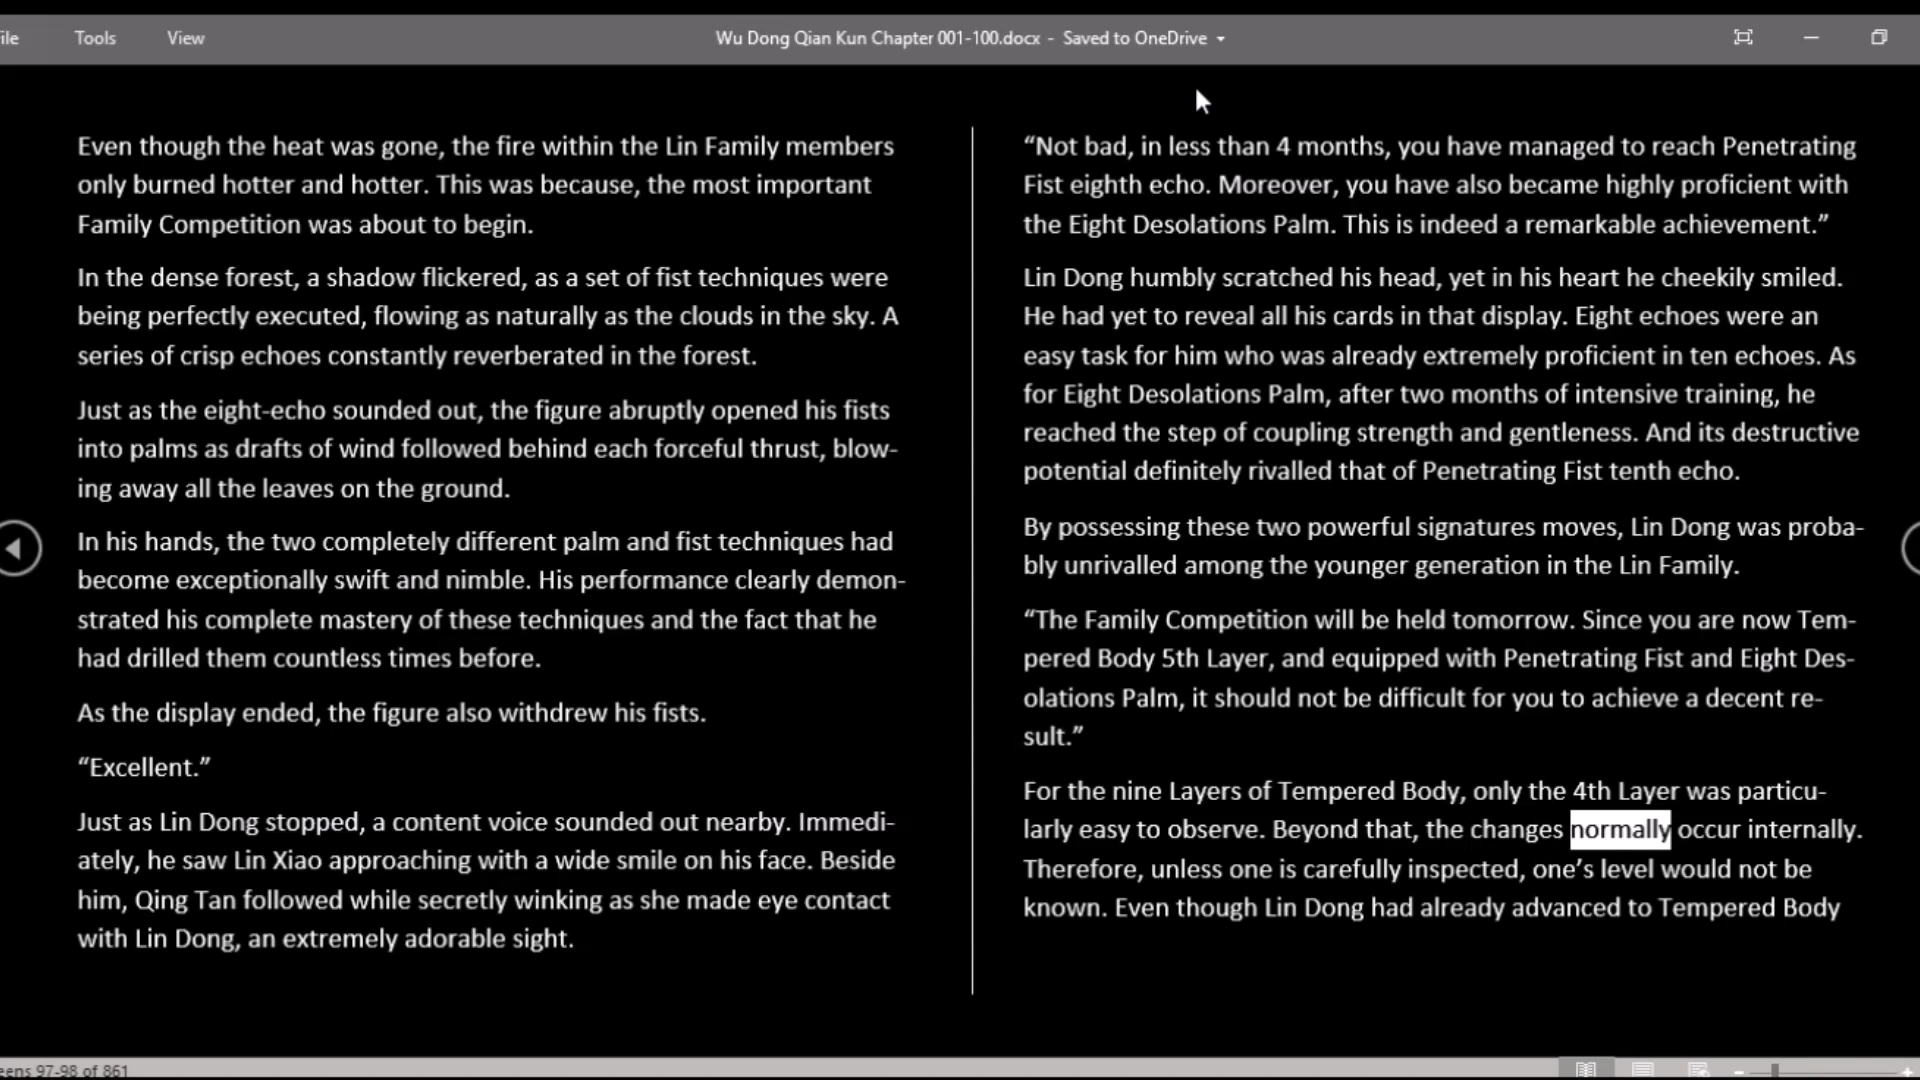 ile Tools View Wu Dong Qian Kun Chapter 001-100.docx - Saved to OneDrive
Even though the heat was gone, the fire within the Lin Family members
only burned hotter and hotter. This was because, the most important
Family Competition was about to begin.
In the dense forest, a shadow flickered, as a set of fist techniques were
being perfectly executed, flowing as naturally as the clouds in the sky. A
series of crisp echoes constantly reverberated in the forest.
Just as the eight-echo sounded out, the figure abruptly opened his fists
into palms as drafts of wind followed behind each forceful thrust, blow-
ing away all the leaves on the ground.
In his hands, the two completely different palm and fist techniques had
become exceptionally swift and nimble. His performance clearly demon-
strated his complete mastery of these techniques and the fact that he
had drilled them countless times before.
As the display ended, the figure also withdrew his fists.
“Excellent.”
Just as Lin Dong stopped, a content voice sounded out nearby. Immedi-
ately, he saw Lin Xiao approaching with a wide smile on his face. Beside
him, Qing Tan followed while secretly winking as she made eye contact
with Lin Dong, an extremely adorable sight.
“Not bad, in less than 4 months, you have managed to reach Penetrating
Fist eighth echo. Moreover, you have also became highly proficient with
the Eight Desolations Palm. This is indeed a remarkable achievement.”
Lin Dong humbly scratched his head, yet in his heart he cheekily smiled.
He had yet to reveal all his cards in that display. Eight echoes were an
easy task for him who was already extremely proficient in ten echoes. As
for Eight Desolations Palm, after two months of intensive training, he
reached the step of coupling strength and gentleness. And its destructive
potential definitely rivalled that of Penetrating Fist tenth echo.
By possessing these two powerful signatures moves, Lin Dong was proba-
bly unrivalled among the younger generation in the Lin Family.
“The Family Competition will be held tomorrow. Since you are now Tem-
pered Body 5th Layer, and equipped with Penetrating Fist and Eight Des-
olations Palm, it should not be difficult for you to achieve a decent re-
sult.”
For the nine Layers of Tempered Body, only the 4th Layer was particu-
larly easy to observe. Beyond that, the changes normally occur internally.
Therefore, unless one is carefully inspected, one’s level would not be
known. Even though Lin Dong had already advanced to Tempered Body
eens 97-98 of 861